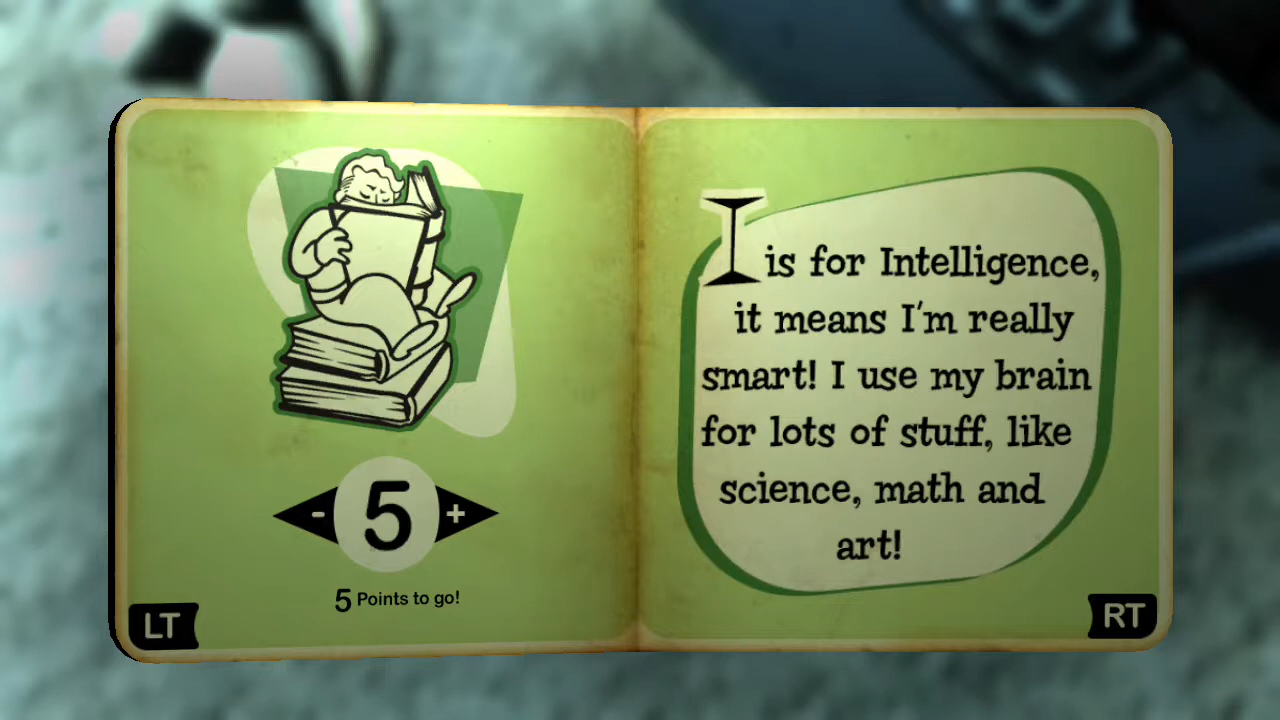 - 5 +
5 Points to go!
LT
I is for Intelligence,
it means I'm really
smart! I use my brain
for lots of stuff, like
science, math and
art!
RT